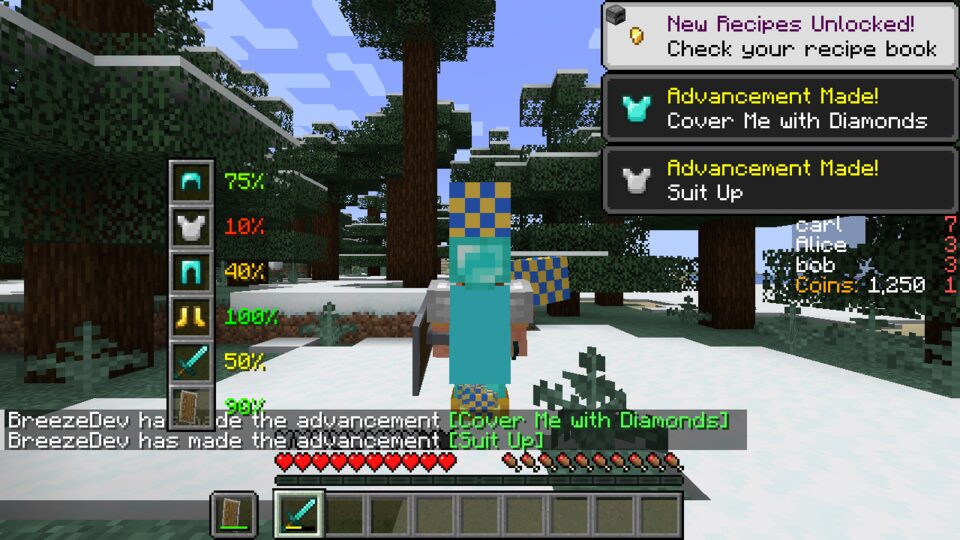 New Recipes Unlocked!
Check your recipe book
Advancement Made!
Cover Me with Diamonds
Advancement Made!
Suit Up
carl 7
Alice 3
bob 3
Coins: 1,250 1
75%
10%
40%
100%
50%
90%
BreezeDev has made the advancement [Cover Me with Diamonds]
BreezeDev has made the advancement [Suit Up]